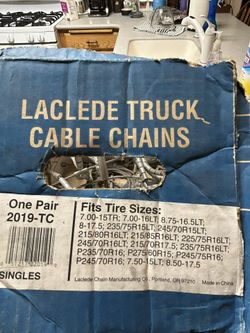 LACLEDE TRUCK
CABLE CHAINS
One Pair
2019-TC
SINGLES
Fits Tire Sizes:
7.00-15TR; 7.00-16LT; 8.75-16.5LT;
8-17.5; 235/75R15LT; 245/70R15LT;
215/80R16LT; 215/85R16LT; 225/75R16LT
245/70R16LT; 215/70R17.5; 235/75R16LT
P235/70R16; P275/60R15; P245/75R16;
P245/70R16; 7.50-15LT; 8.50-17.5
Laclede Chain Manufacturing Co., Portland, OR 97210
Made in China